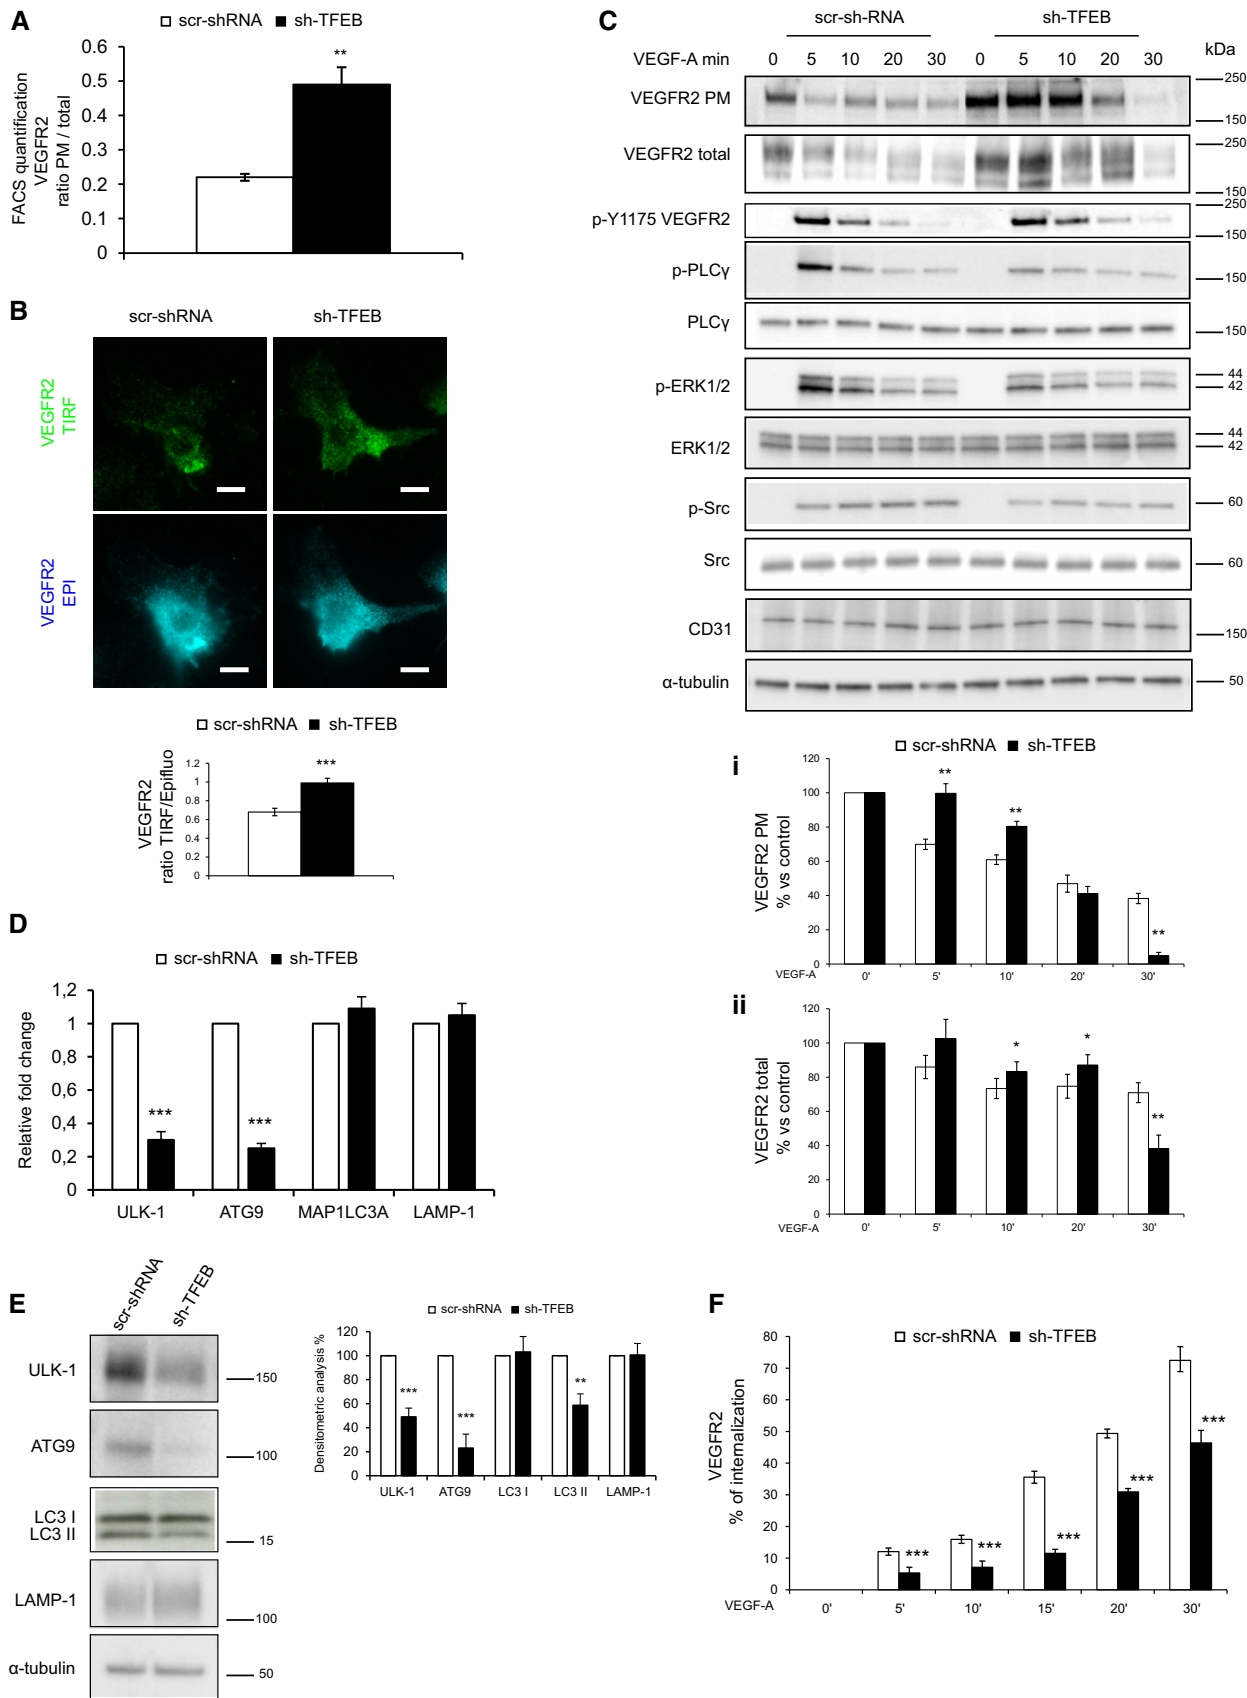 A
scr-shRNA sh-TFEB
FACS quantification
VEGFR2
ratio PM / total
0.6
0.5
0.4
0.3
0.2
0.1
0
**
B
scr-shRNA sh-TFEB
VEGFR2
TIRF
VEGFR2
EPI
scr-shRNA sh-TFEB
VEGFR2
ratio TIRF/Epifluo
1.2
1
0.8
0.6
0.4
0.2
0
***
C
scr-sh-RNA sh-TFEB
VEGF-A min 0 5 10 20 30 0 5 10 20 30 kDa
VEGFR2 PM
250
150
VEGFR2 total
250
150
p-Y1175 VEGFR2
250
150
p-PLCγ
150
PLCγ
150
p-ERK1/2
44
42
ERK1/2
44
42
p-Src
60
Src
60
CD31
150
α-tubulin
50
i
scr-shRNA sh-TFEB
VEGFR2 PM
% vs control
120
100
80
60
40
20
0
** ** **
VEGF-A 0' 5' 10' 20' 30'
ii
VEGFR2 total
% vs control
120
100
80
60
40
20
0
* * **
VEGF-A 0' 5' 10' 20' 30'
D
scr-shRNA sh-TFEB
Relative fold change
1,2
1
0,8
0,6
0,4
0,2
0
*** ***
ULK-1 ATG9 MAP1LC3A LAMP-1
E
scr-shRNA sh-TFEB
ULK-1
150
ATG9
100
LC3 I
LC3 II
15
LAMP-1
100
α-tubulin
50
scr-shRNA sh-TFEB
Densitometric analysis %
120
100
80
60
40
20
0
*** *** **
ULK-1 ATG9 LC3 I LC3 II LAMP-1
F
scr-shRNA sh-TFEB
VEGFR2
% of internalization
80
70
60
50
40
30
20
10
0
*** *** *** *** ***
VEGF-A 0' 5' 10' 15' 20' 30'